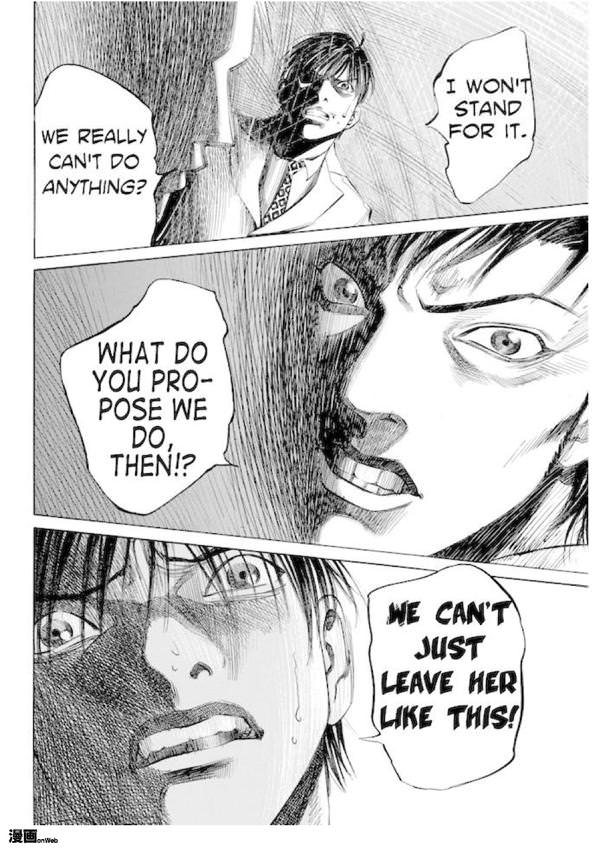 I WON'T
STAND
FOR IT.
WE REALLY
CAN'T DO
ANYTHING?
WHAT DO
YOU PRO-
POSE WE
DO,
THEN!?
WE CAN'T
JUST
LEAVE HER
LIKE THIS!
漫画onWeb